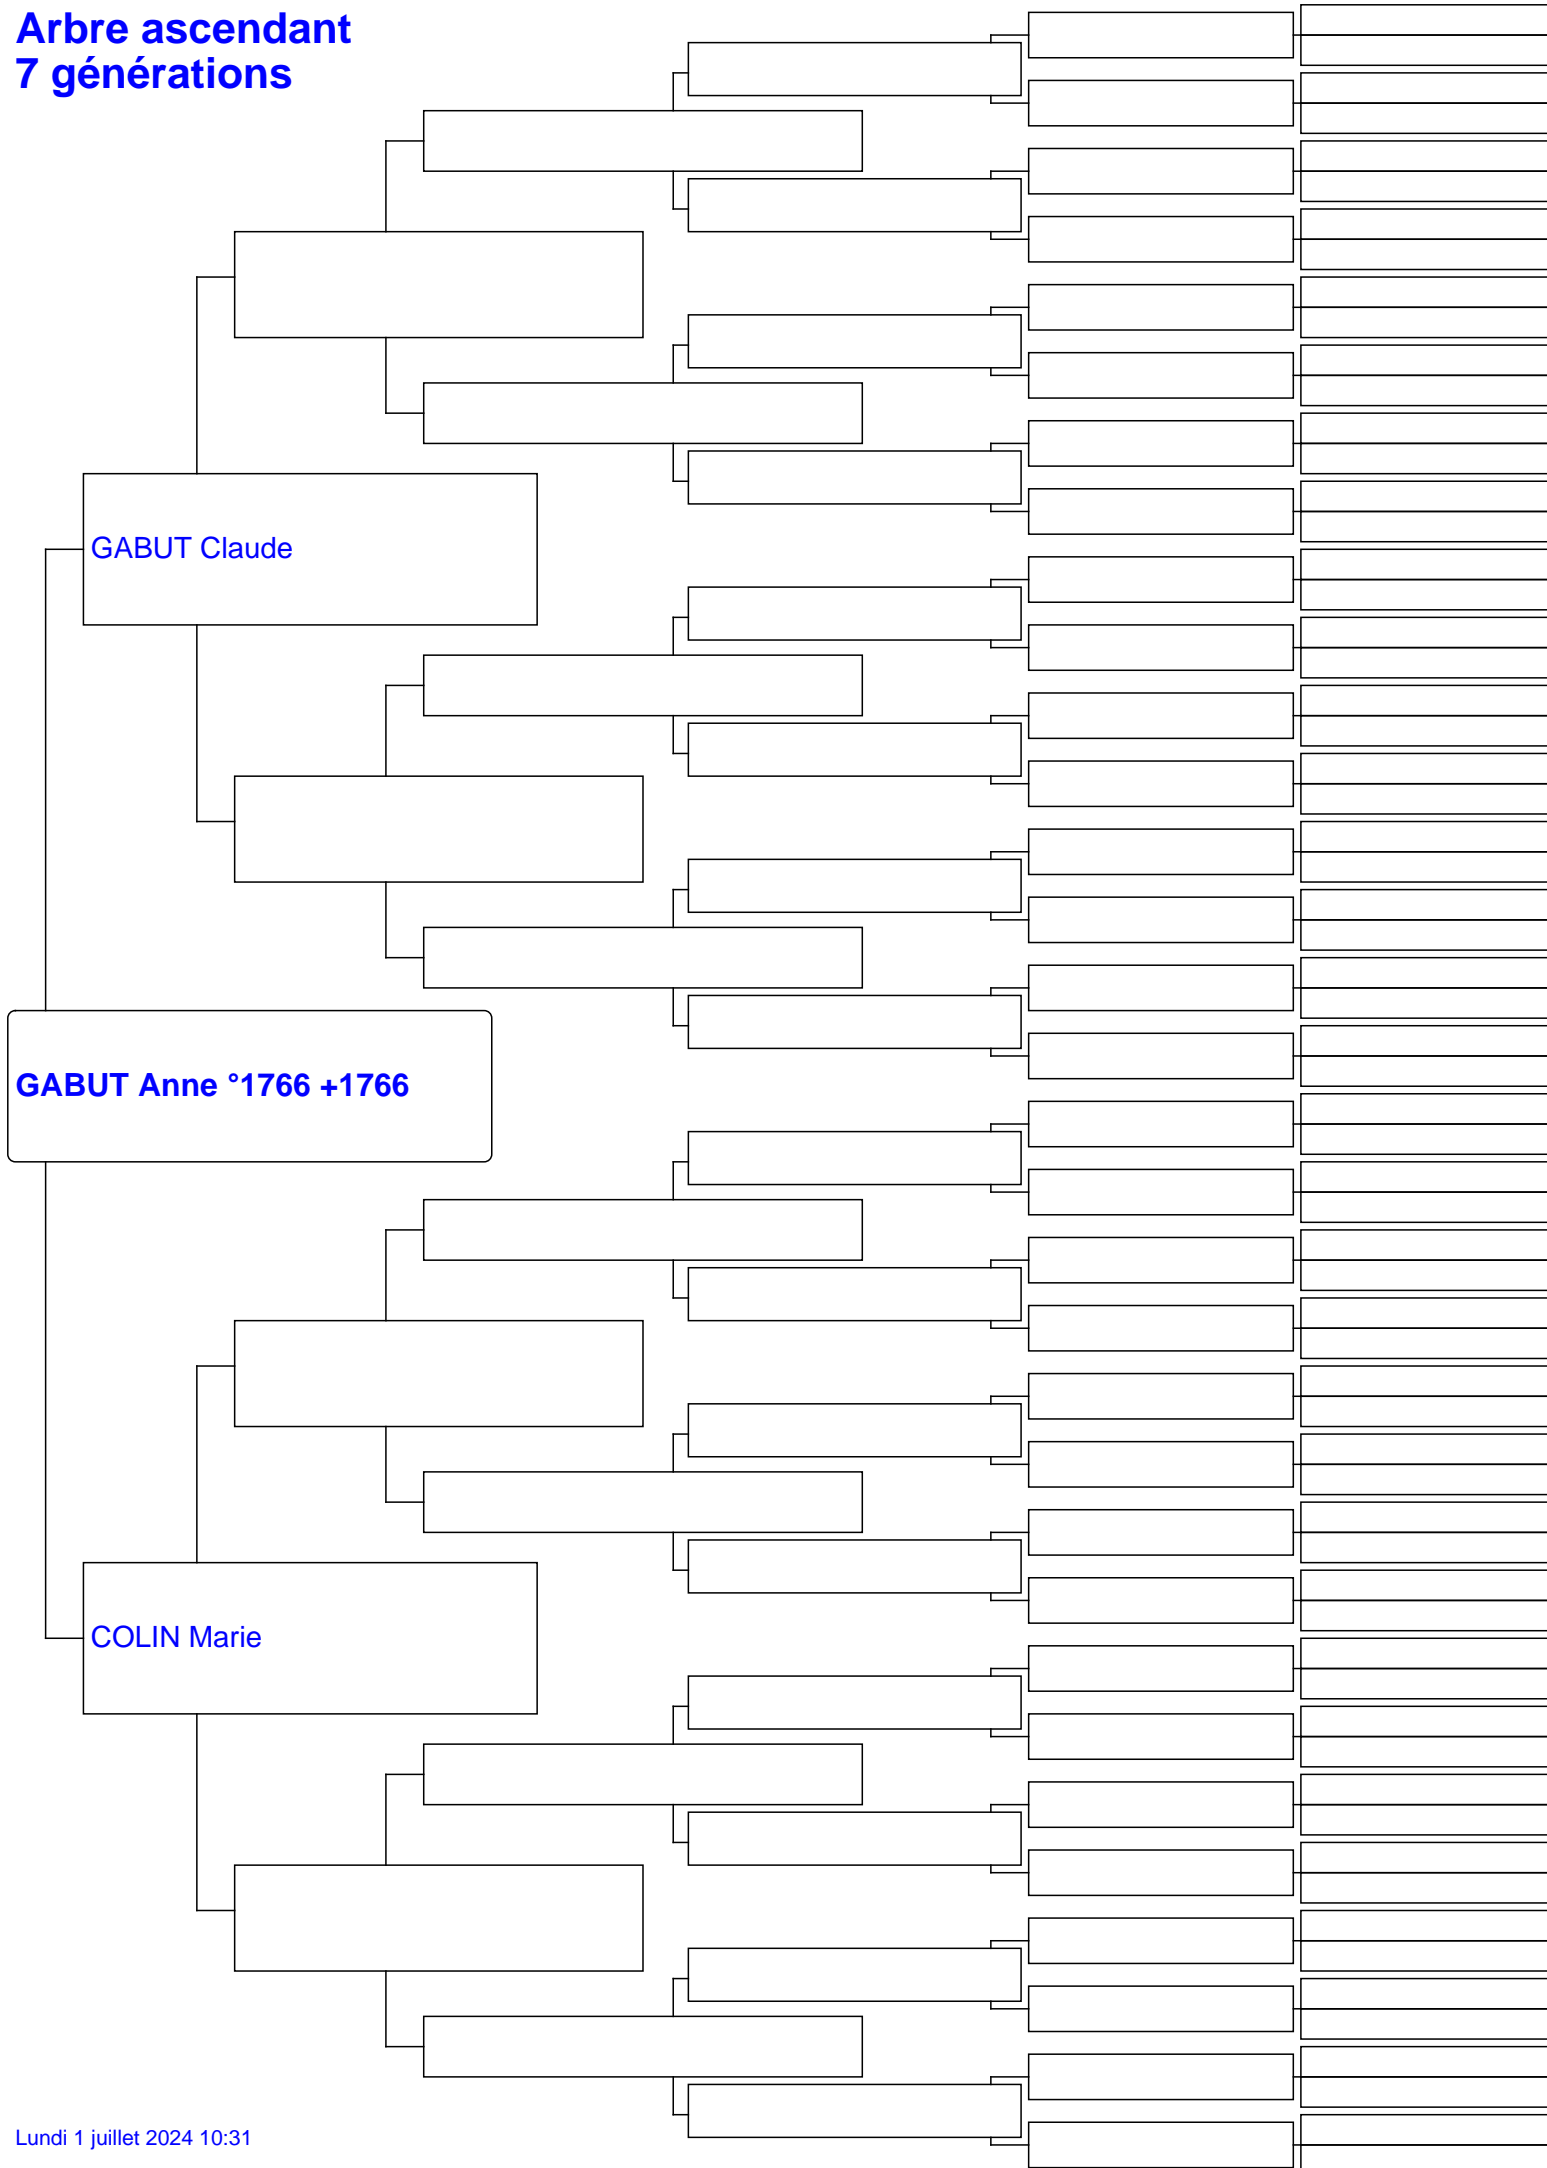 Arbre ascendant
7 générations
GABUT Claude
GABUT Anne °1766 +1766
COLIN Marie
Lundi 1 juillet 2024 10:31